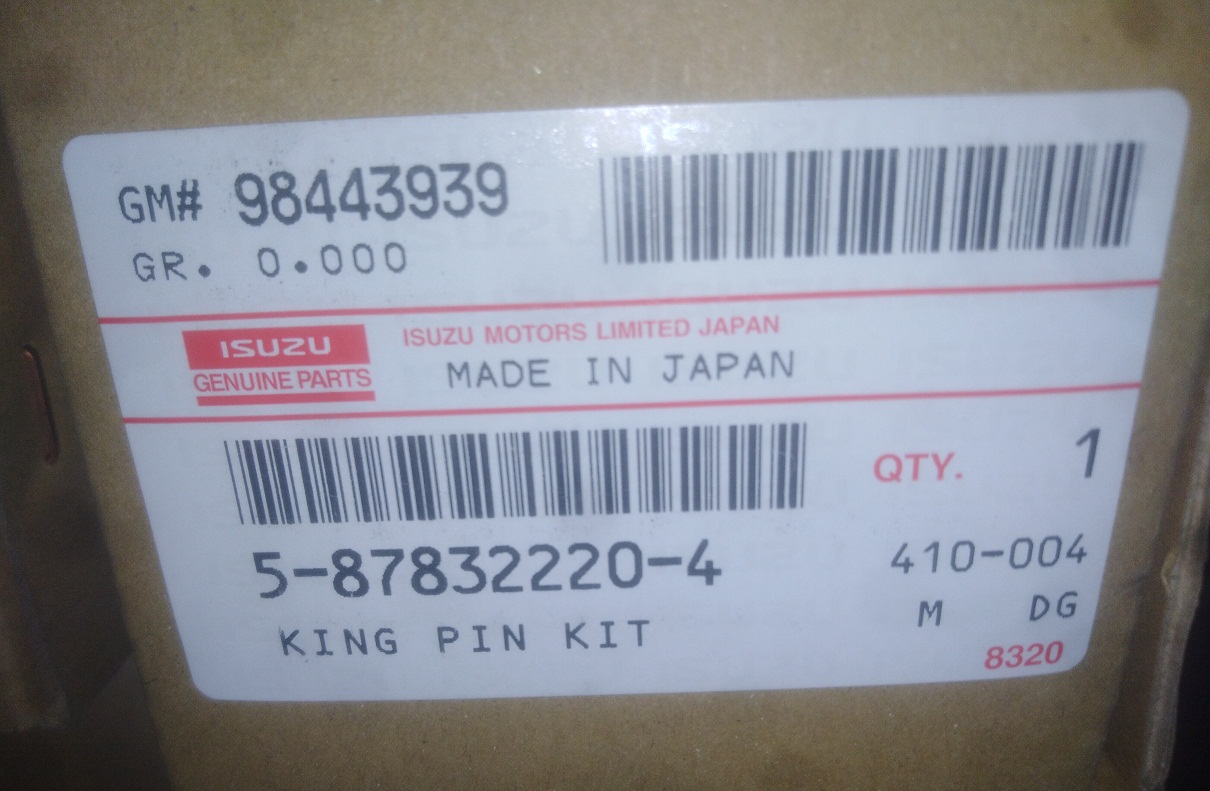 GM# 98443939
GR. 0.000
ISUZU
GENUINE PARTS
ISUZU MOTORS LIMITED JAPAN
MADE IN JAPAN
QTY. 1
5-87832220-4
KING PIN KIT
410-004
M DG
8320